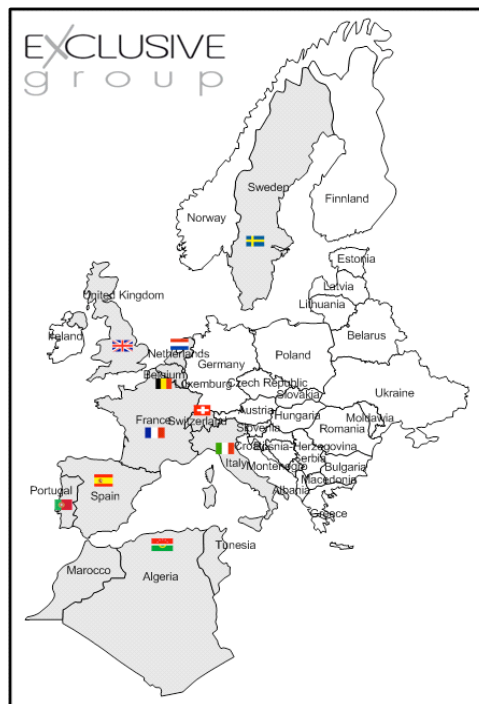 EXCLUSIVE
group
Sweden
Finnland
Norway
Estonia
Latvia
Lithuania
United Kingdom
Belarus
Ireland
Netherlands
Germany
Poland
Belgium
Luxemburg
Czech Republic
Slovakia
Ukraine
Austria
Moldawia
France
Switzerland
Hungaria
Romania
Slovenia
Croatia
Bosnia-Herzegovina
Italy
Serbia
Montenegro
Bulgaria
Macedonia
Portugal
Spain
Albania
Greece
Tunesia
Marocco
Algeria